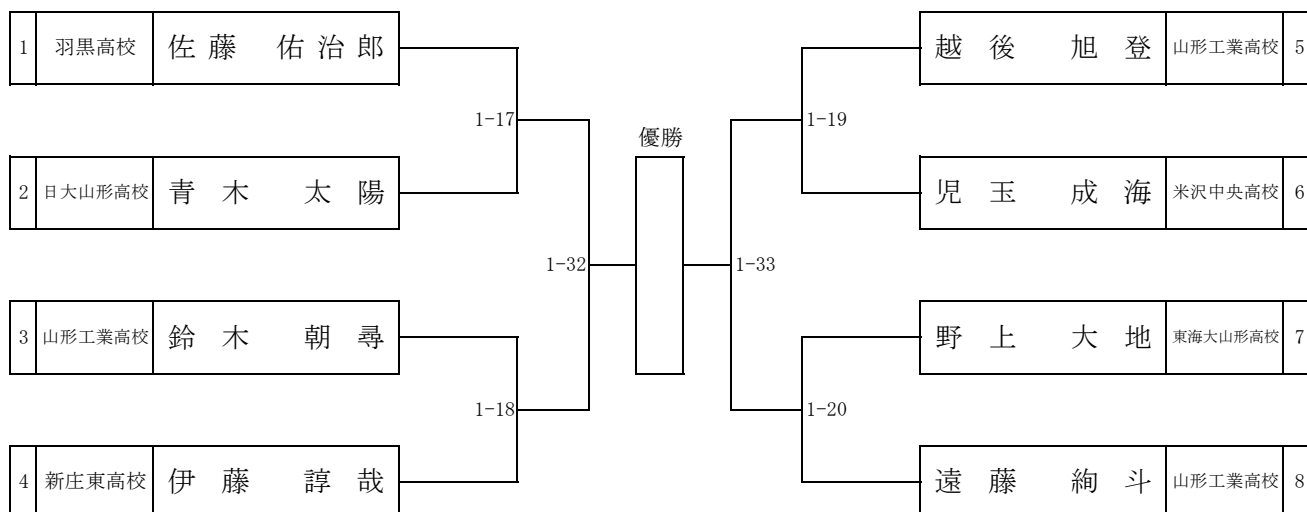 1 羽黒高校 佐藤 佑治郎
越後 旭登 山形工業高校 5
1-17
1-19
優勝
2 日大山形高校 青木 太陽
児玉 成海 米沢中央高校 6
1-32
1-33
3 山形工業高校 鈴木 朝尋
野上 大地 東海大山形高校 7
1-18
1-20
4 新庄東高校 伊藤 諄哉
遠藤 絢斗 山形工業高校 8